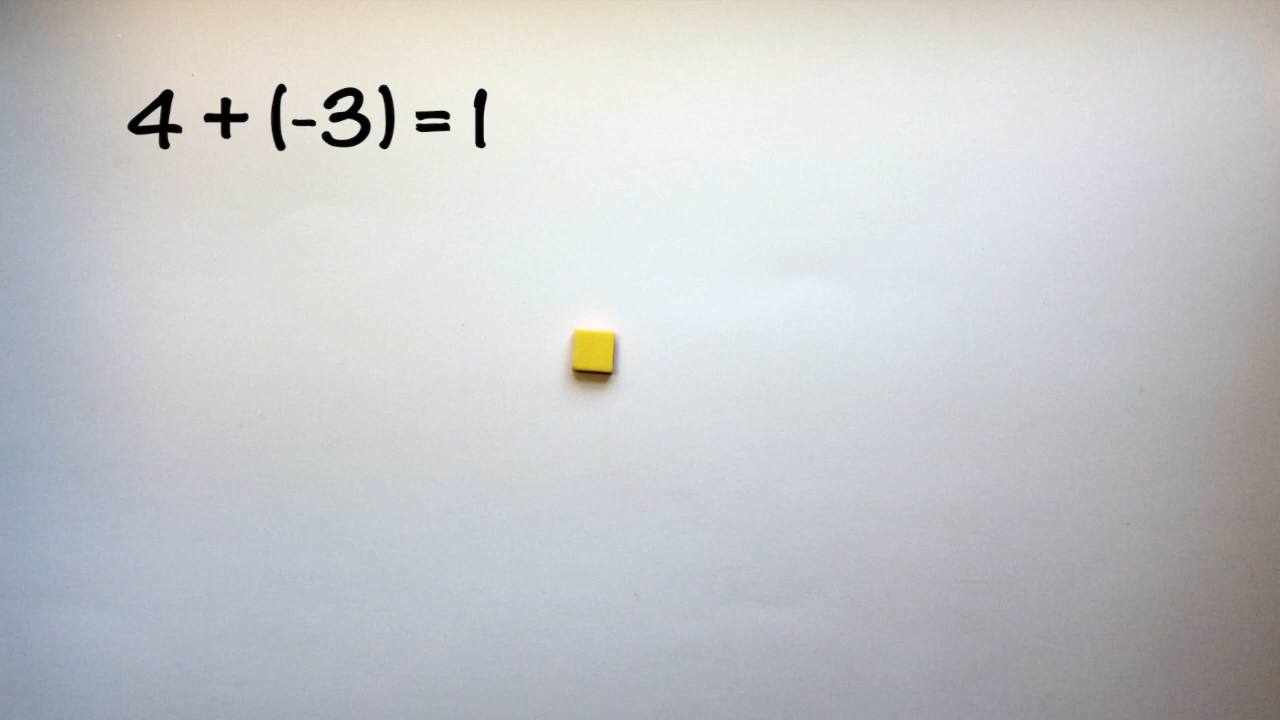 4 + (-3) = 1